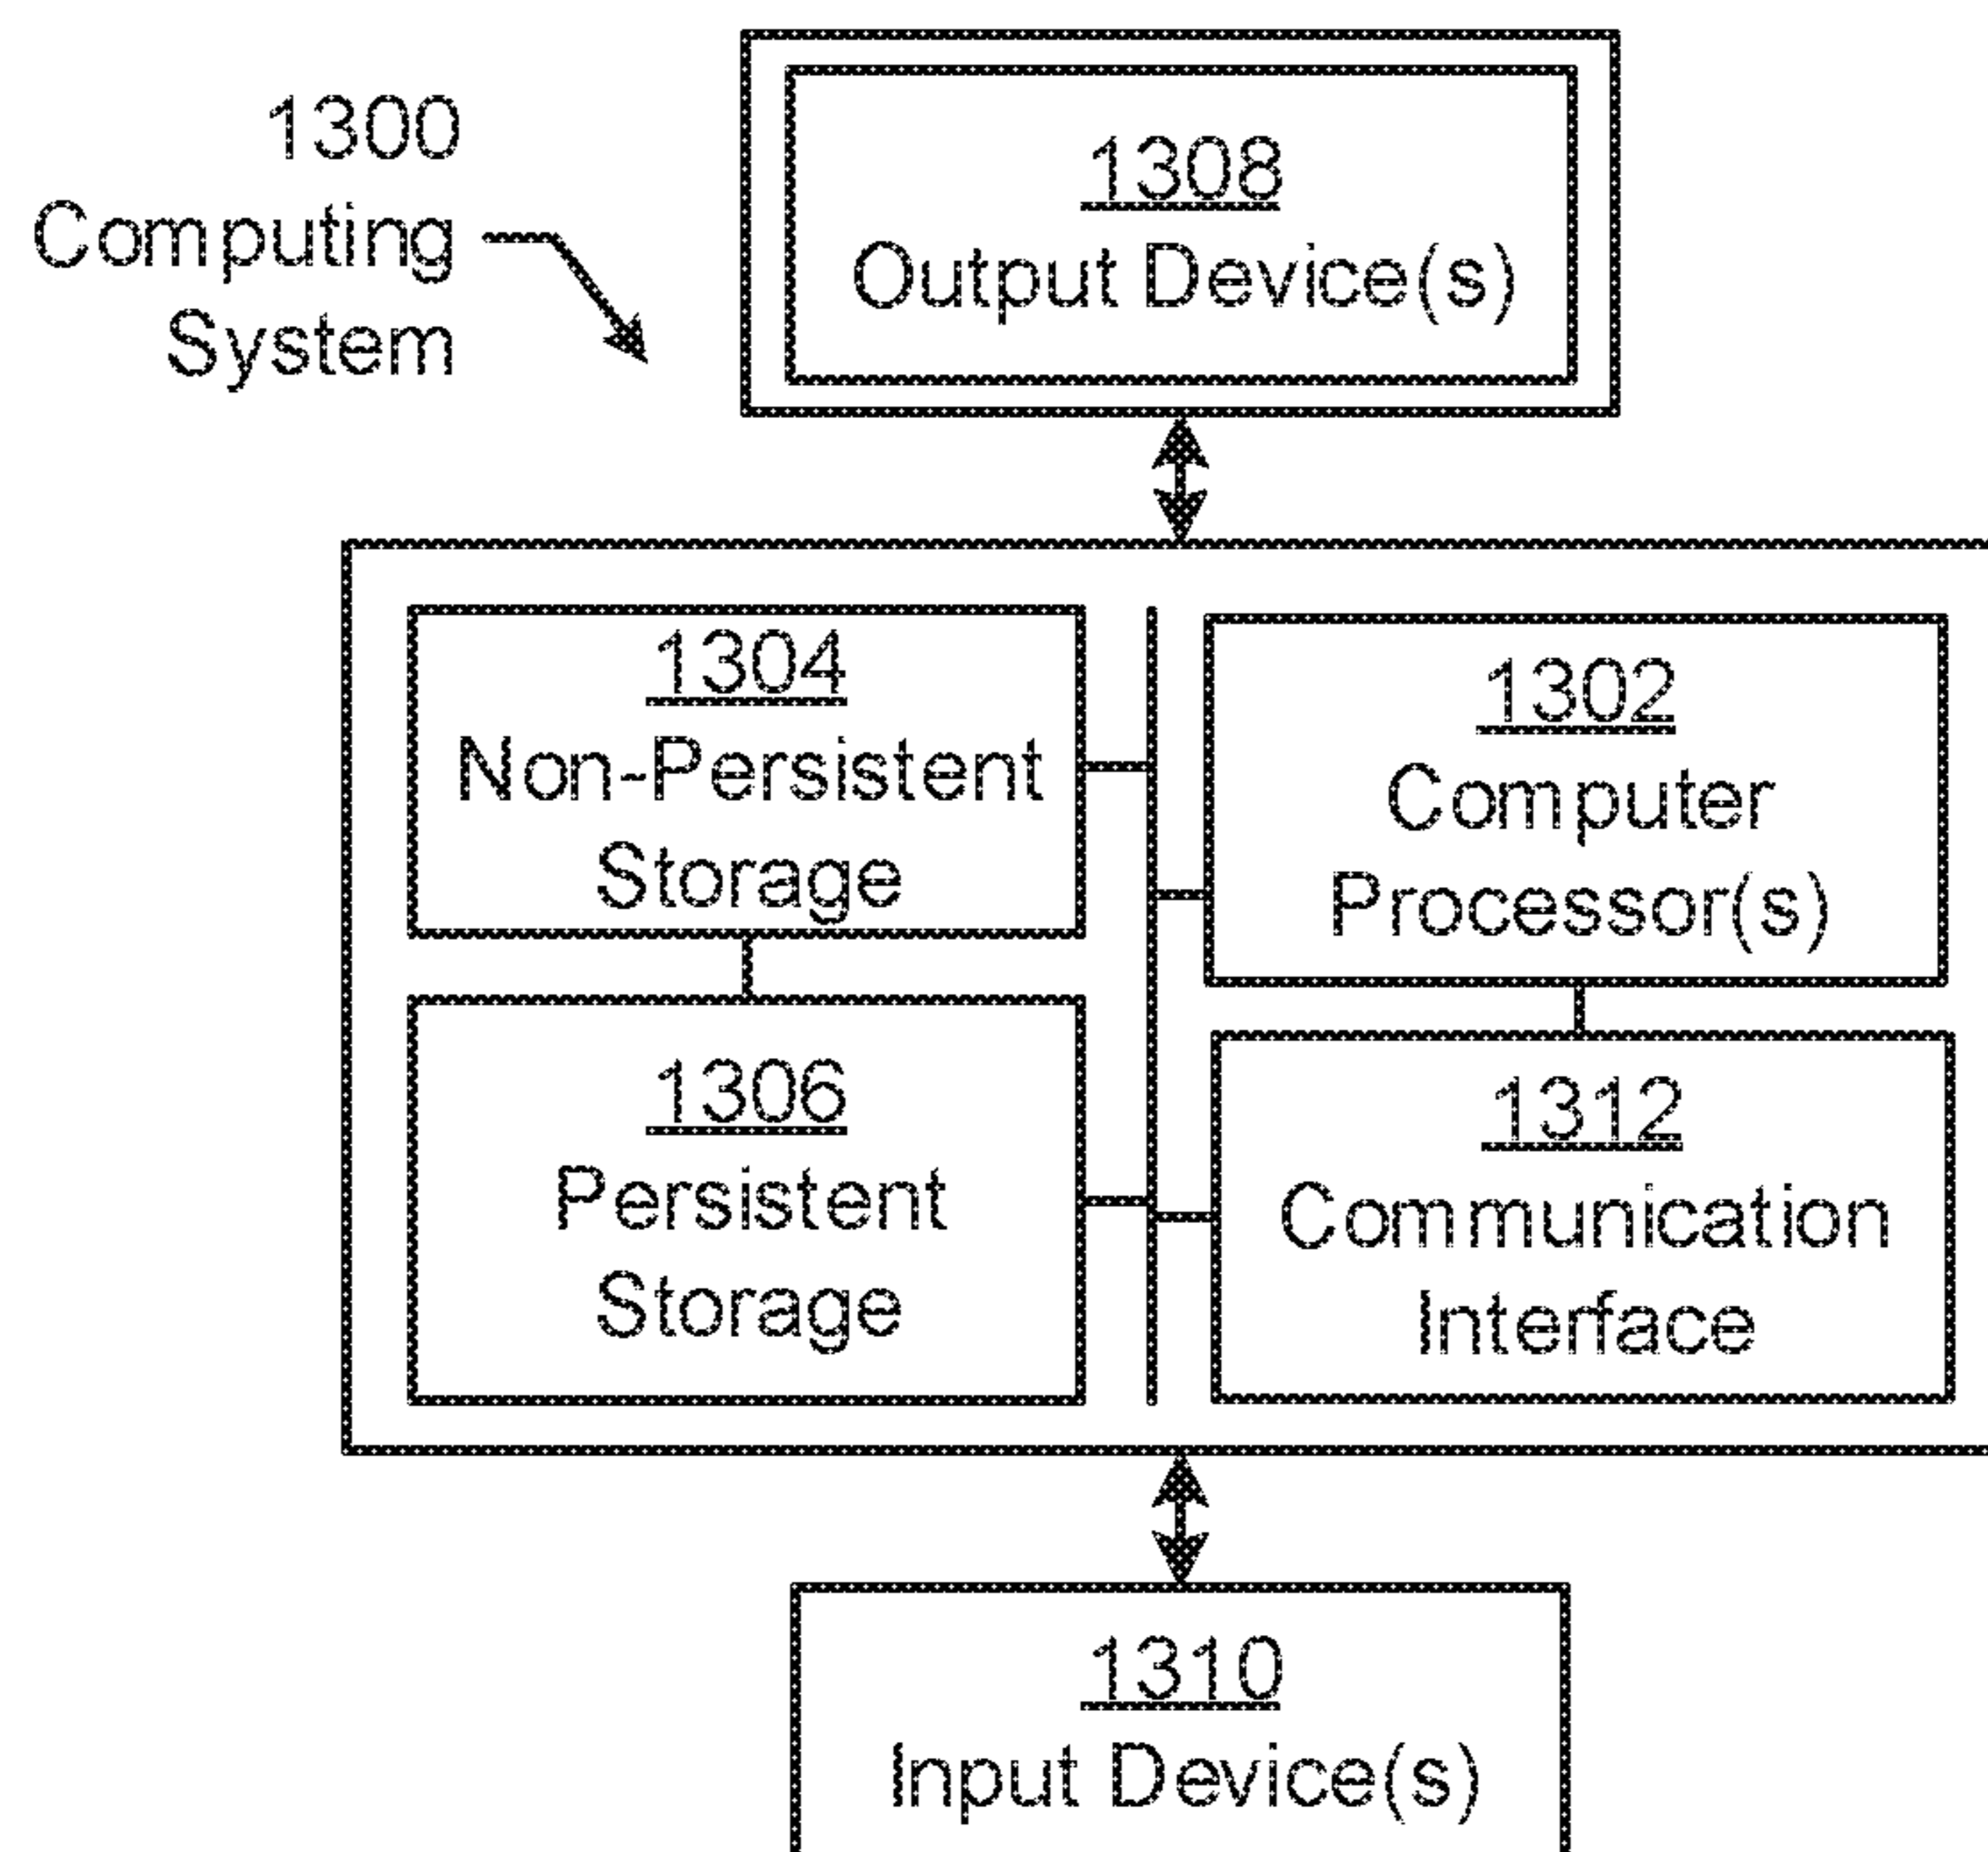 1300
Computing
System
1308
Output Device(s)
1304
Non-Persistent
Storage
1302
Computer
Processor(s)
1306
Persistent
Storage
1312
Communication
Interface
1310
Input Device(s)